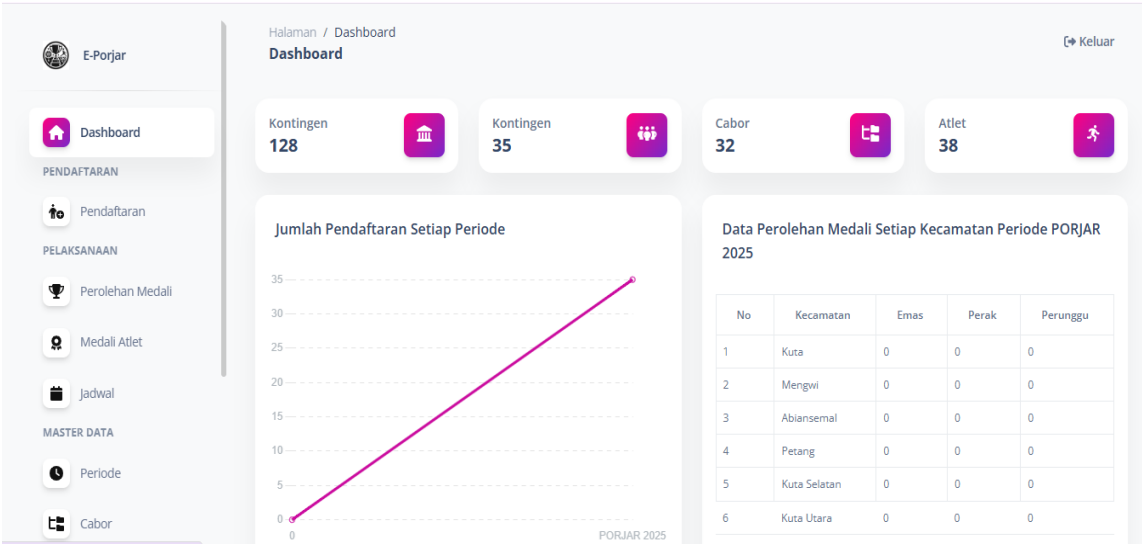 E-Porjar
Dashboard
PENDAFTARAN
Pendaftaran
PELAKSANAAN
Perolehan Medali
Medali Atlet
Jadwal
MASTER DATA
Periode
Cabor
Halaman / Dashboard
Dashboard
Keluar
Kontingen
128
Kontingen
35
Cabor
32
Atlet
38
Jumlah Pendaftaran Setiap Periode
35
30
25
20
15
10
5
0
0 PORJAR 2025
Data Perolehan Medali Setiap Kecamatan Periode PORJAR
2025
No Kecamatan Emas Perak Perunggu
1 Kuta 0 0 0
2 Mengwi 0 0 0
3 Abiansemal 0 0 0
4 Petang 0 0 0
5 Kuta Selatan 0 0 0
6 Kuta Utara 0 0 0